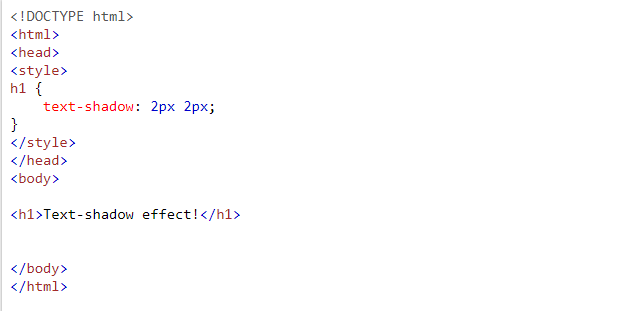 <!DOCTYPE html>
<html>
<head>
<style>
h1 {
    text-shadow: 2px 2px;
}
</style>
</head>
<body>

<h1>Text-shadow effect!</h1>


</body>
</html>